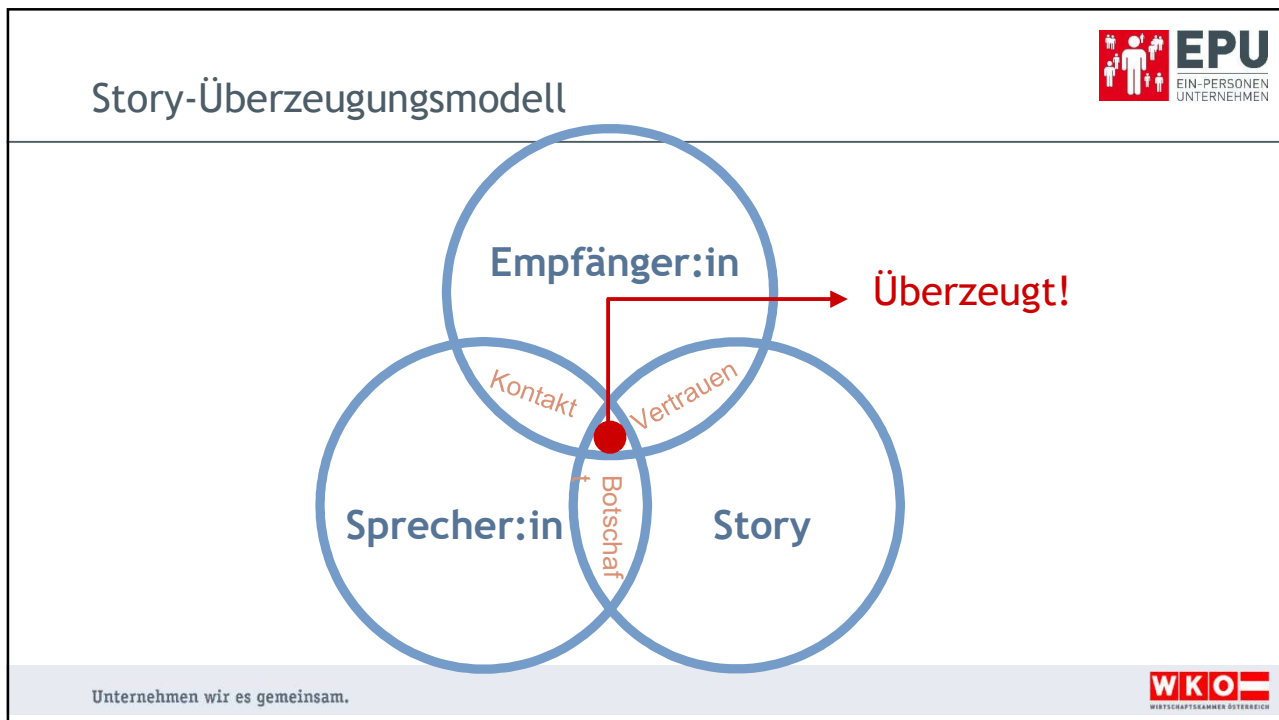 Story-Überzeugungsmodell
EPU
EIN-PERSONEN
UNTERNEHMEN
Empfänger:in
Überzeugt!
Kontakt
Vertrauen
Botschaf
t
Sprecher:in
Story
Unternehmen wir es gemeinsam.
WKO
WIRTSCHAFTSKAMMER ÖSTERREICH